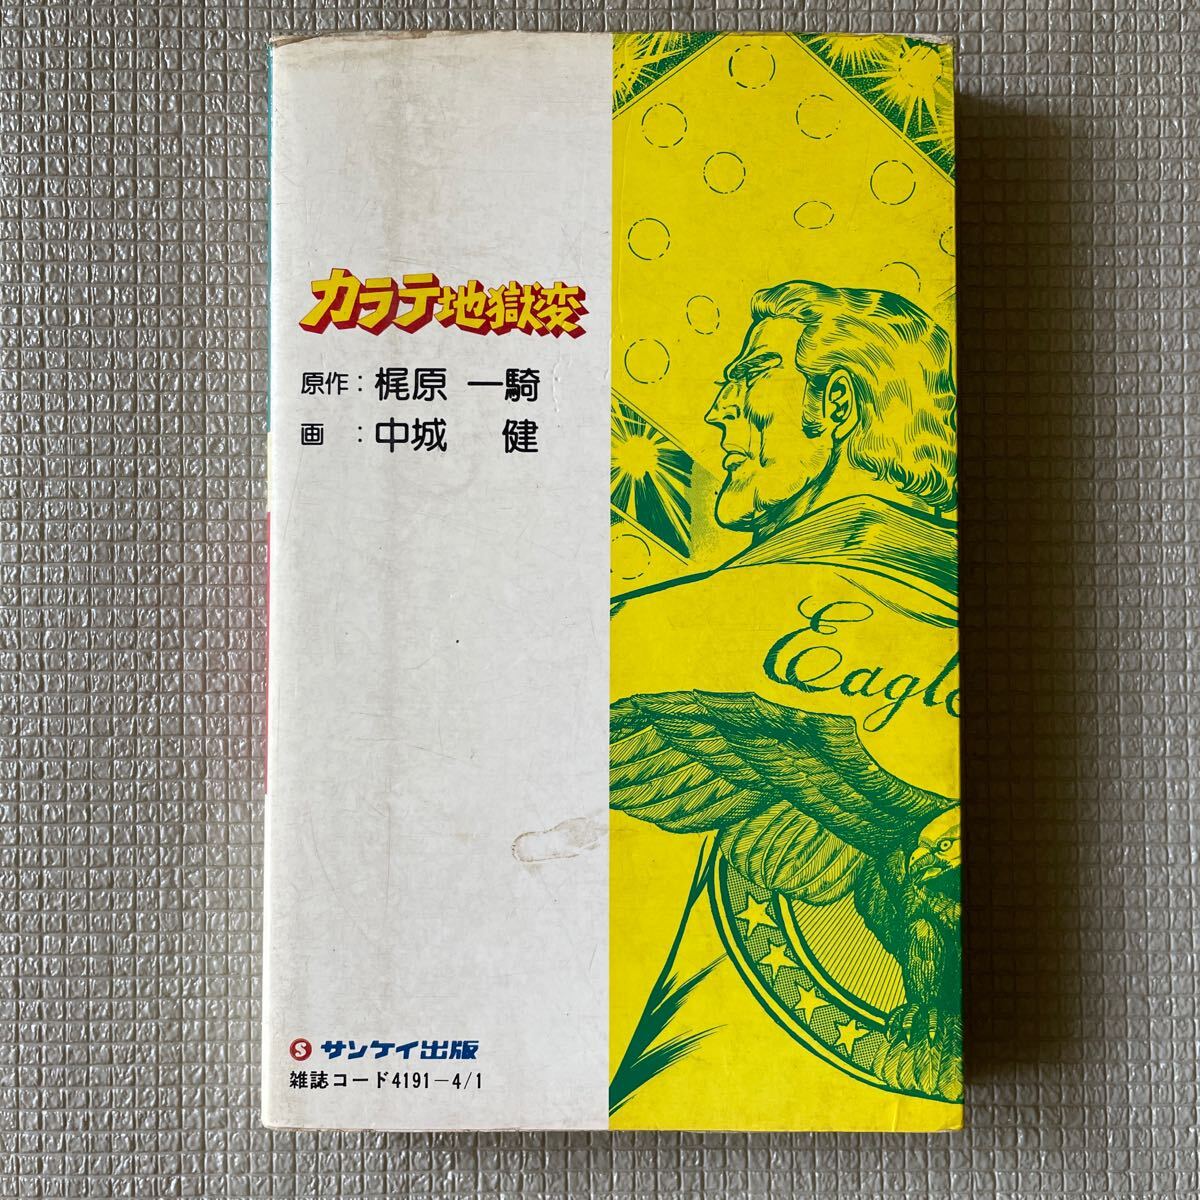 カラテ地獄変
原作：梶原 一騎
画：中城 健
Eagle
S サンケイ出版
雑誌コード4191-4/1